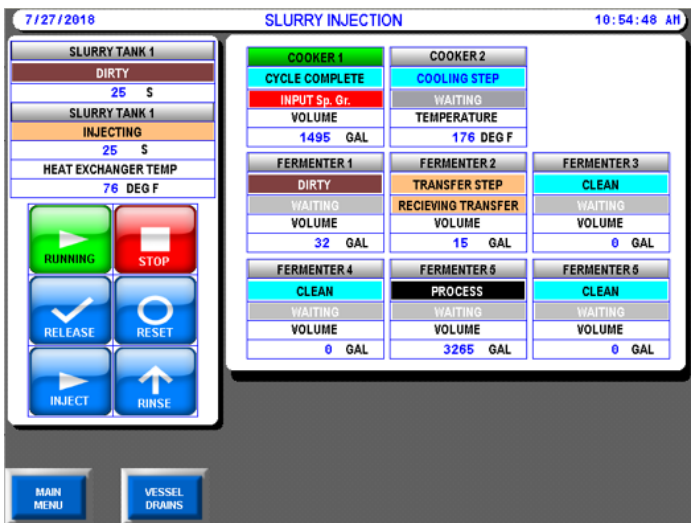 7/27/2018 SLURRY INJECTION 10:54:48 AM
SLURRY TANK 1
DIRTY
25 S
SLURRY TANK 1
INJECTING
25 S
HEAT EXCHANGER TEMP
76 DEG F
RUNNING STOP
RELEASE RESET
INJECT RINSE
COOKER 1 COOKER 2
CYCLE COMPLETE COOLING STEP
INPUT Sp. Gr. WAITING
VOLUME TEMPERATURE
1495 GAL 176 DEG F
FERMENTER 1 FERMENTER 2 FERMENTER 3
DIRTY TRANSFER STEP CLEAN
WAITING RECIEVING TRANSFER WAITING
VOLUME VOLUME VOLUME
32 GAL 15 GAL 0 GAL
FERMENTER 4 FERMENTER 5 FERMENTER 5
CLEAN PROCESS CLEAN
WAITING WAITING WAITING
VOLUME VOLUME VOLUME
0 GAL 3265 GAL 0 GAL
MAIN VESSEL
MENU DRAINS